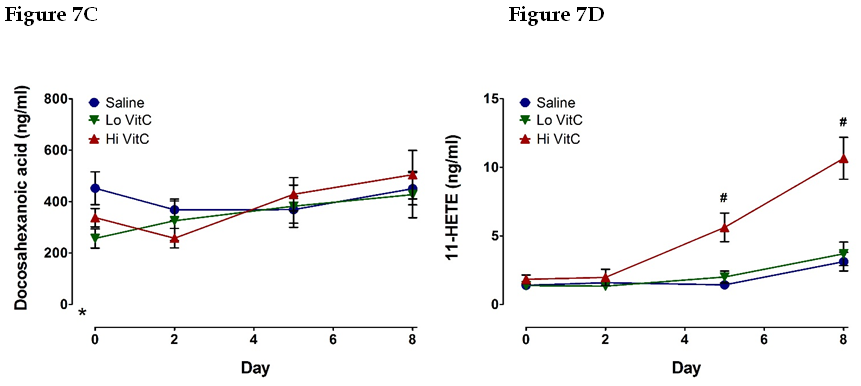 Figure 7C
Saline
Lo VitC
Hi VitC
Docosahexanoic acid (ng/ml)
800
600
400
200
0
*
0 2 4 6 8
Day
Figure 7D
Saline
Lo VitC
Hi VitC
11-HETE (ng/ml)
15
10
5
0
#
#
0 2 4 6 8
Day